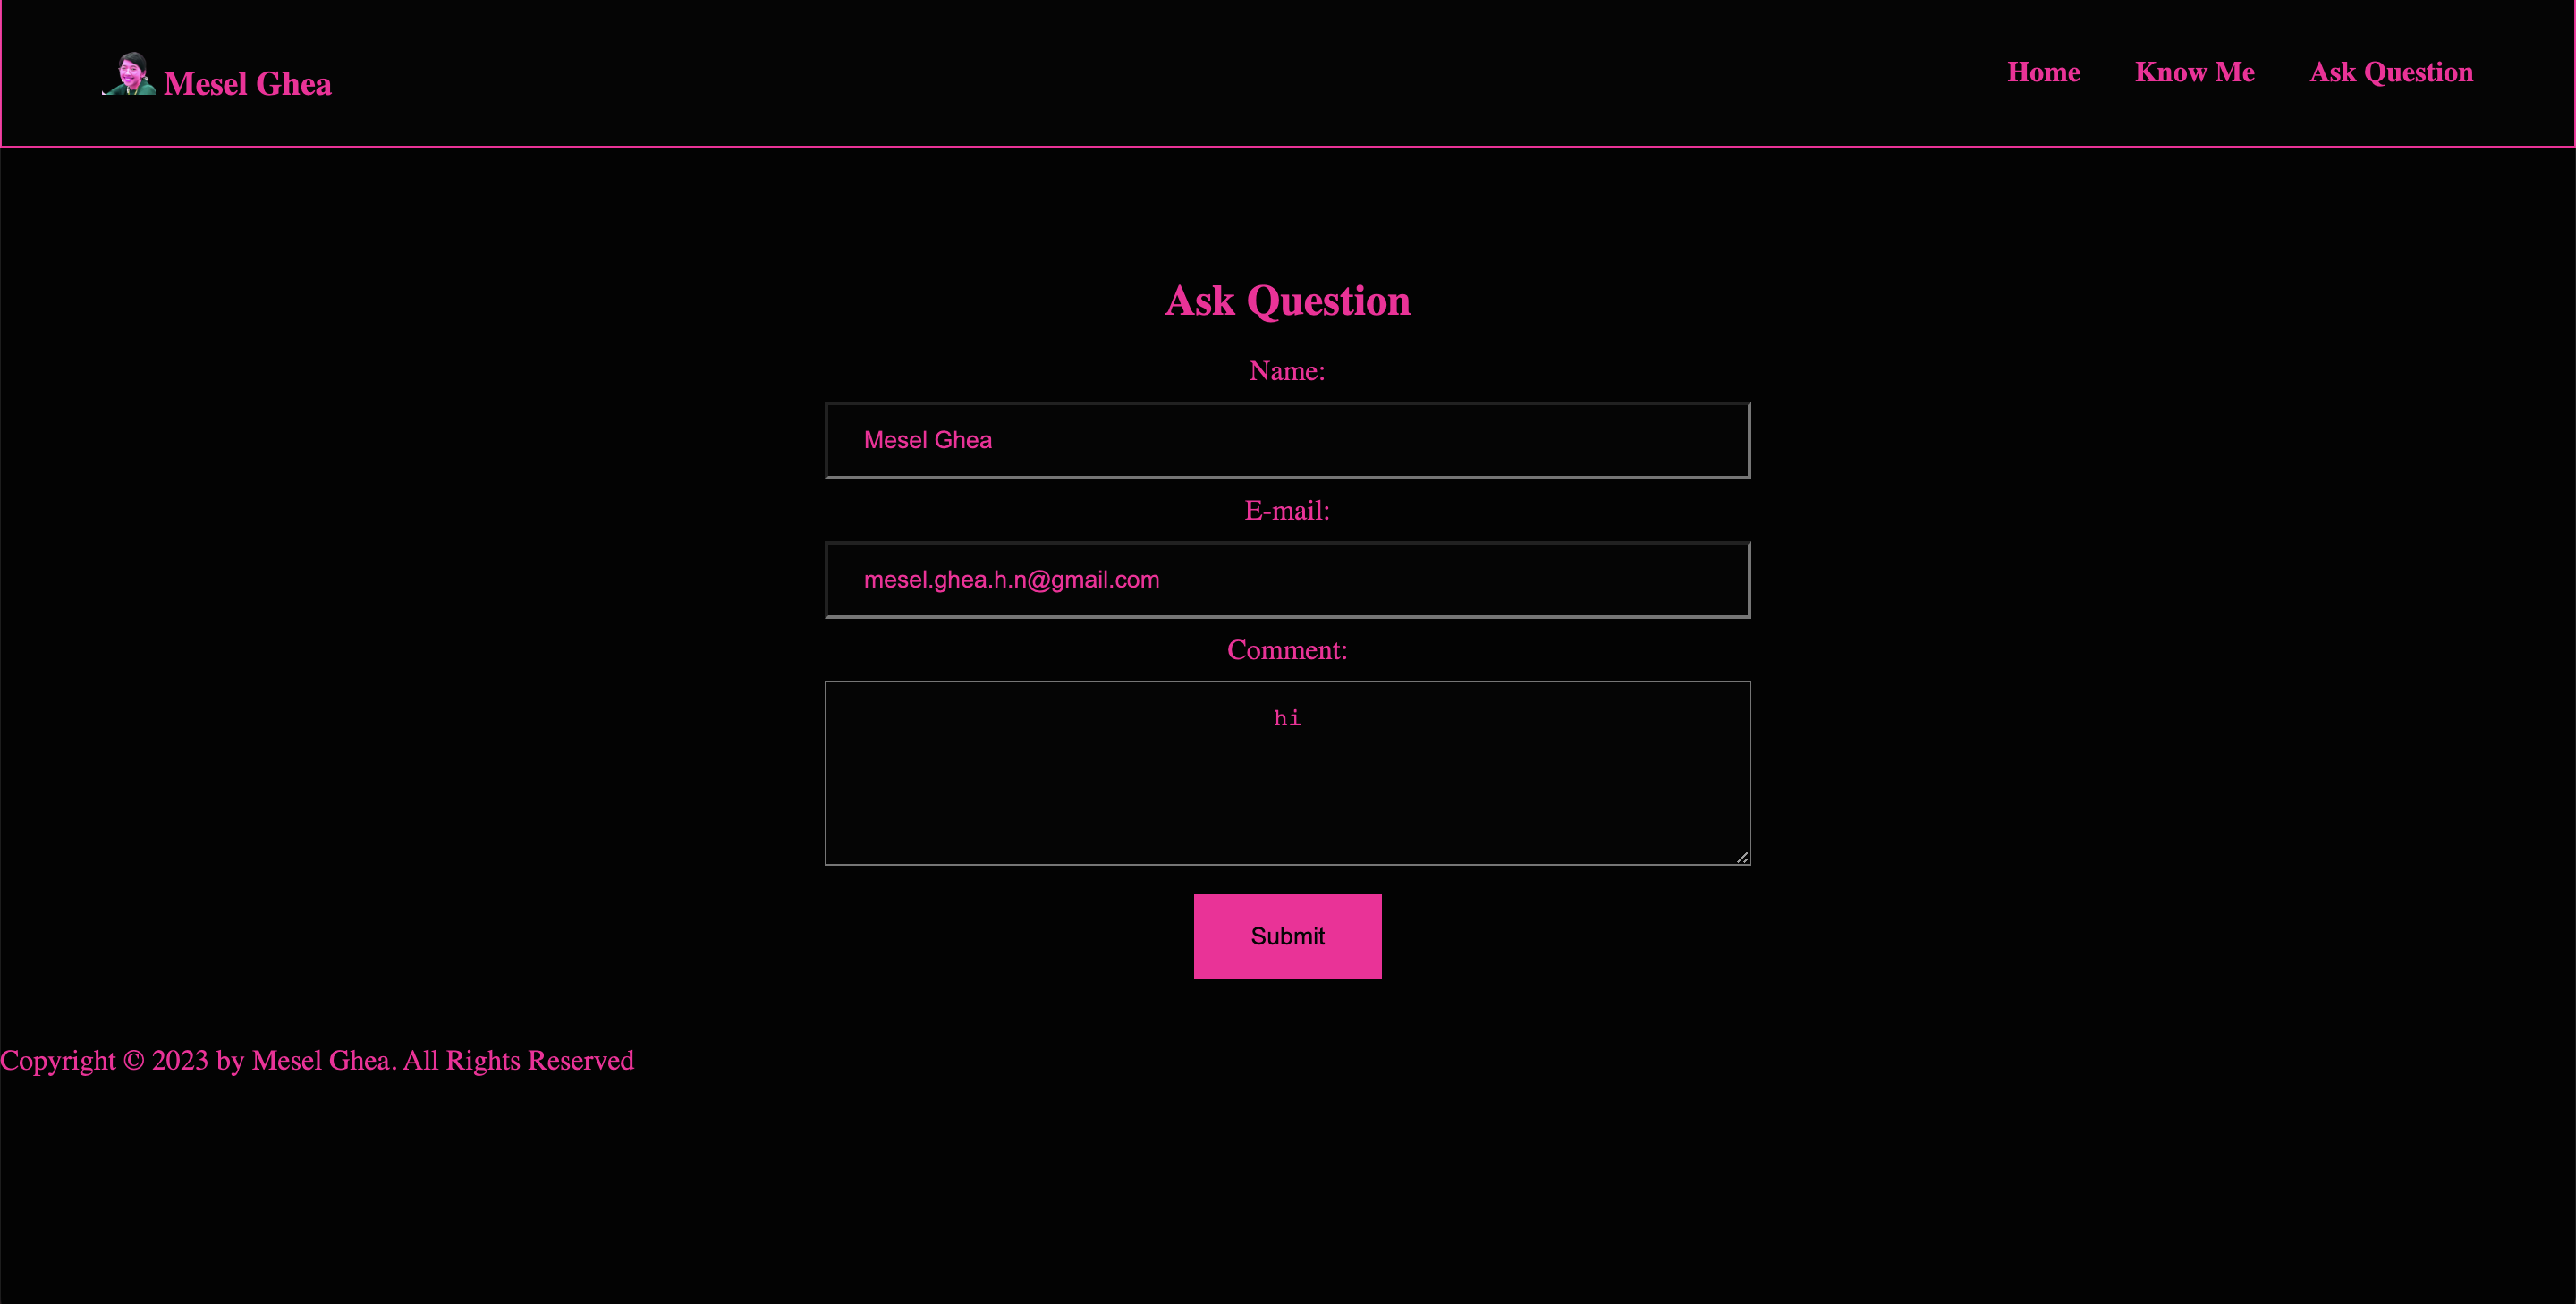 Mesel Ghea
Home Know Me Ask Question
Ask Question
Name:
Mesel Ghea
E-mail:
mesel.ghea.h.n@gmail.com
Comment:
hi
Submit
Copyright © 2023 by Mesel Ghea. All Rights Reserved